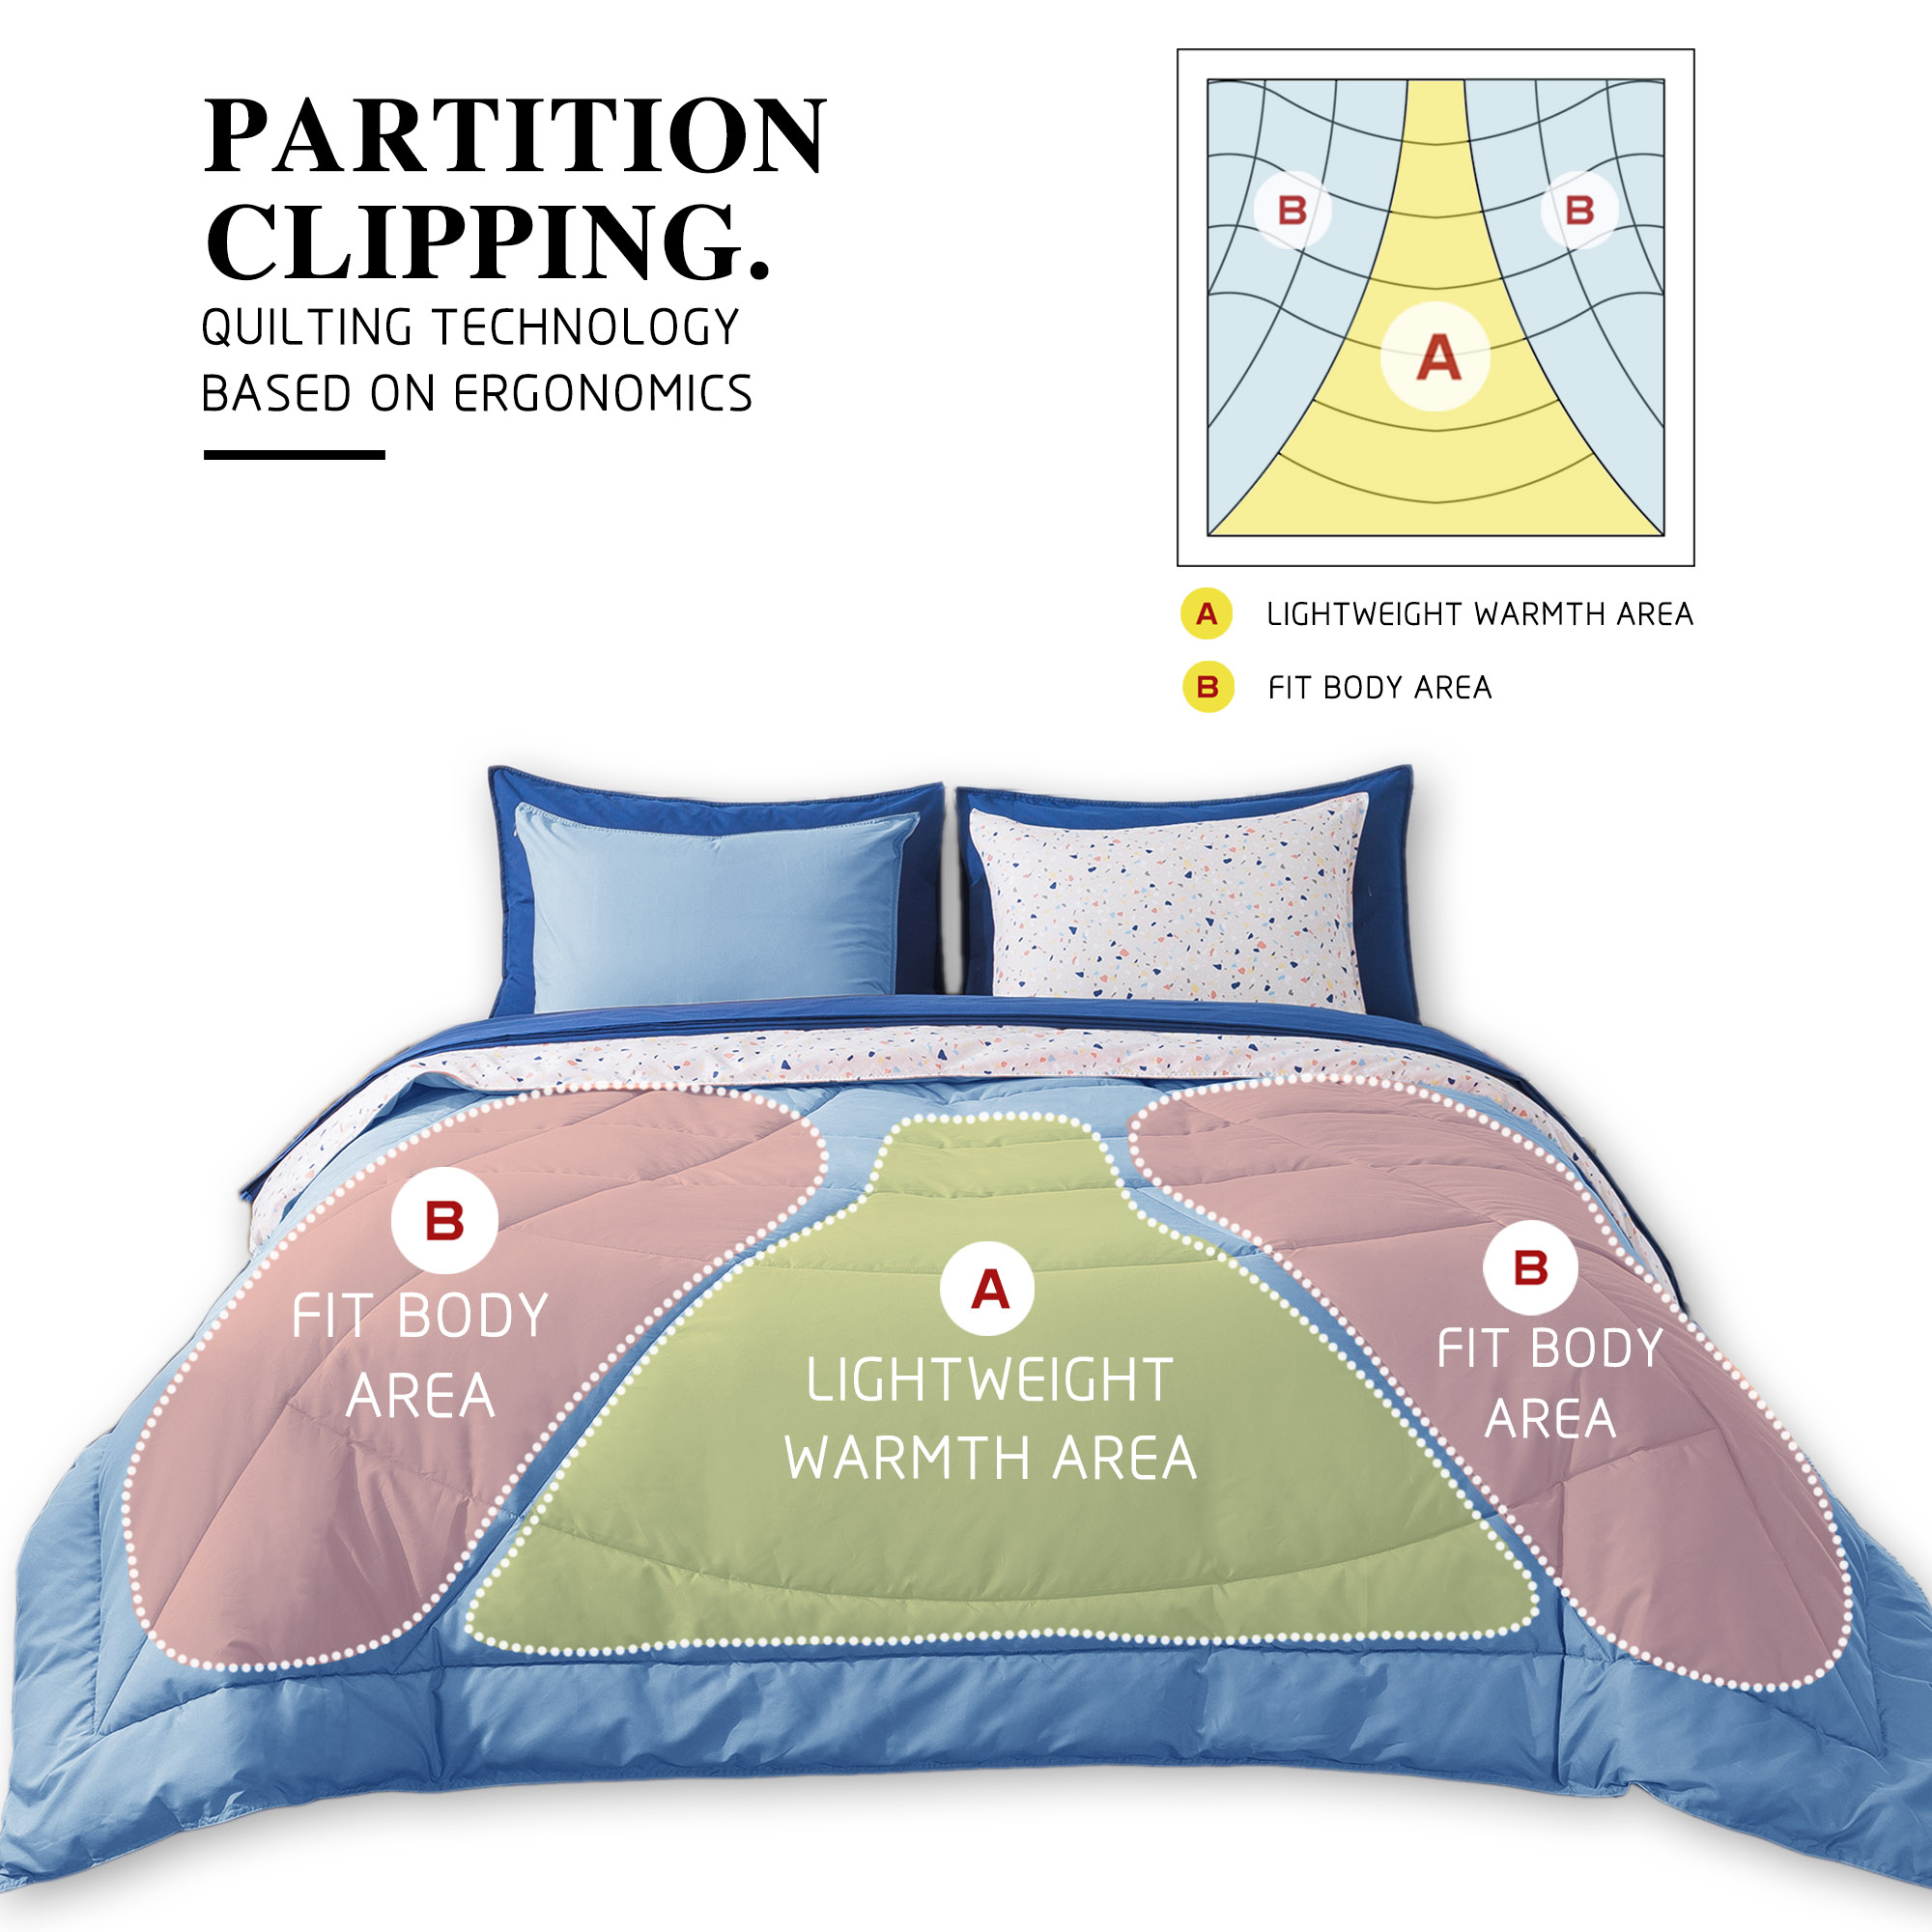 PARTITION
CLIPPING.
QUILTING TECHNOLOGY
BASED ON ERGONOMICS
B
B
A
A LIGHTWEIGHT WARMTH AREA
B FIT BODY AREA
B
FIT BODY
AREA
A
LIGHTWEIGHT
WARMTH AREA
B
FIT BODY
AREA